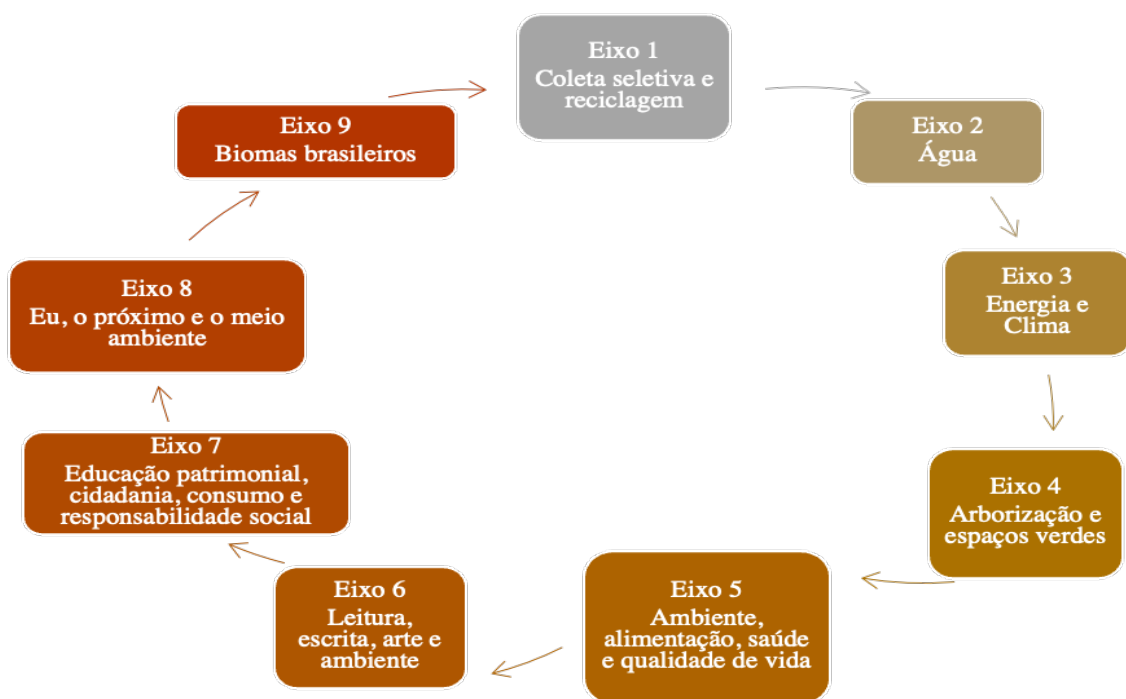 Eixo 1
Coleta seletiva e
reciclagem
Eixo 2
Água
Eixo 3
Energia e
Clima
Eixo 4
Arborização e
espaços verdes
Eixo 5
Ambiente,
alimentação, saúde
e qualidade de vida
Eixo 6
Leitura,
escrita, arte e
ambiente
Eixo 7
Educação patrimonial,
cidadania, consumo e
responsabilidade social
Eixo 8
Eu, o próximo e o meio
ambiente
Eixo 9
Biomas brasileiros